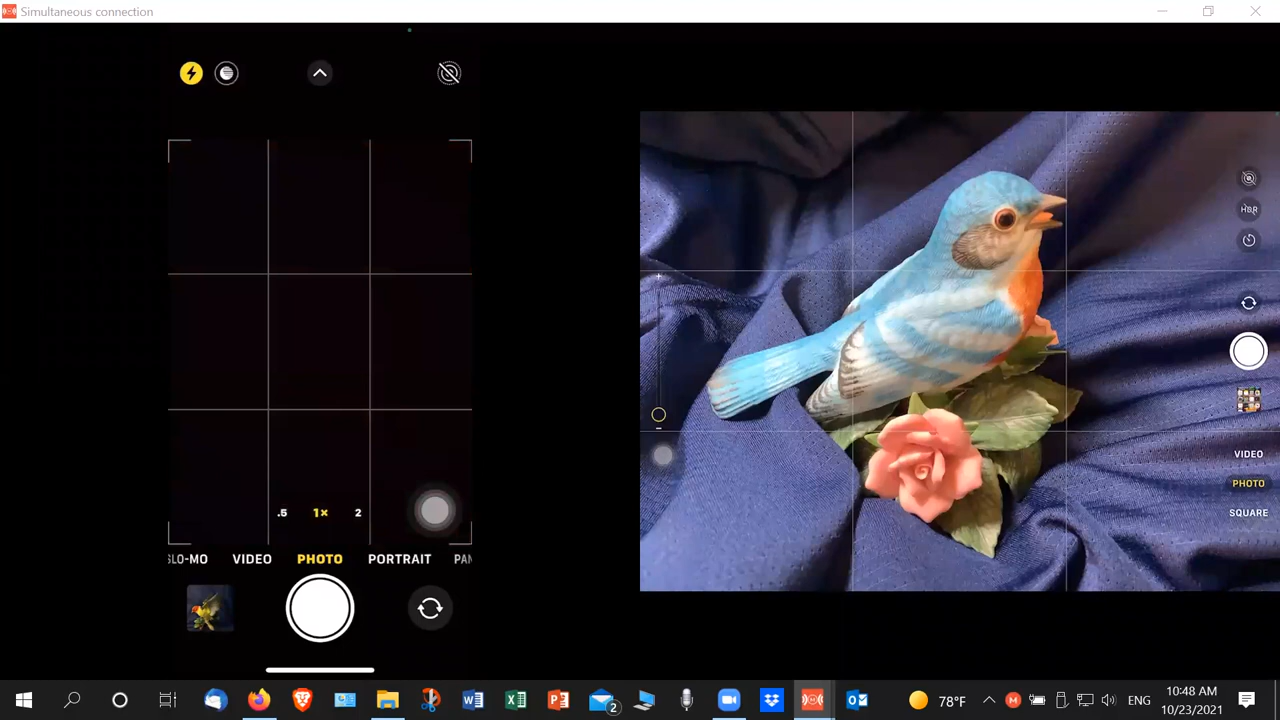 Simultaneous connection
HDR
.5 1× 2
SLO-MO VIDEO PHOTO PORTRAIT PAN
VIDEO
PHOTO
SQUARE
2
78°F
ENG
10:48 AM
10/23/2021